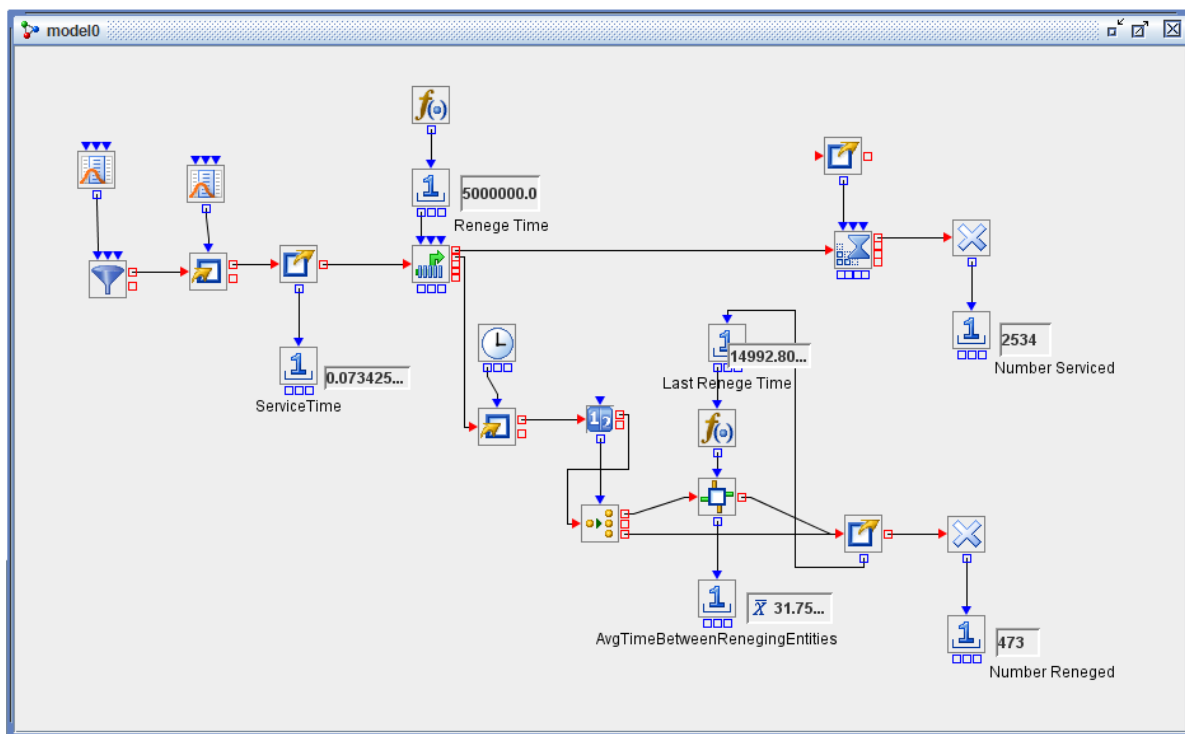 model0
5000000.0
Renege Time
0.073425...
ServiceTime
14992.80...
Last Renege Time
2534
Number Serviced
X̅ 31.75...
AvgTimeBetweenRenegingEntities
473
Number Reneged